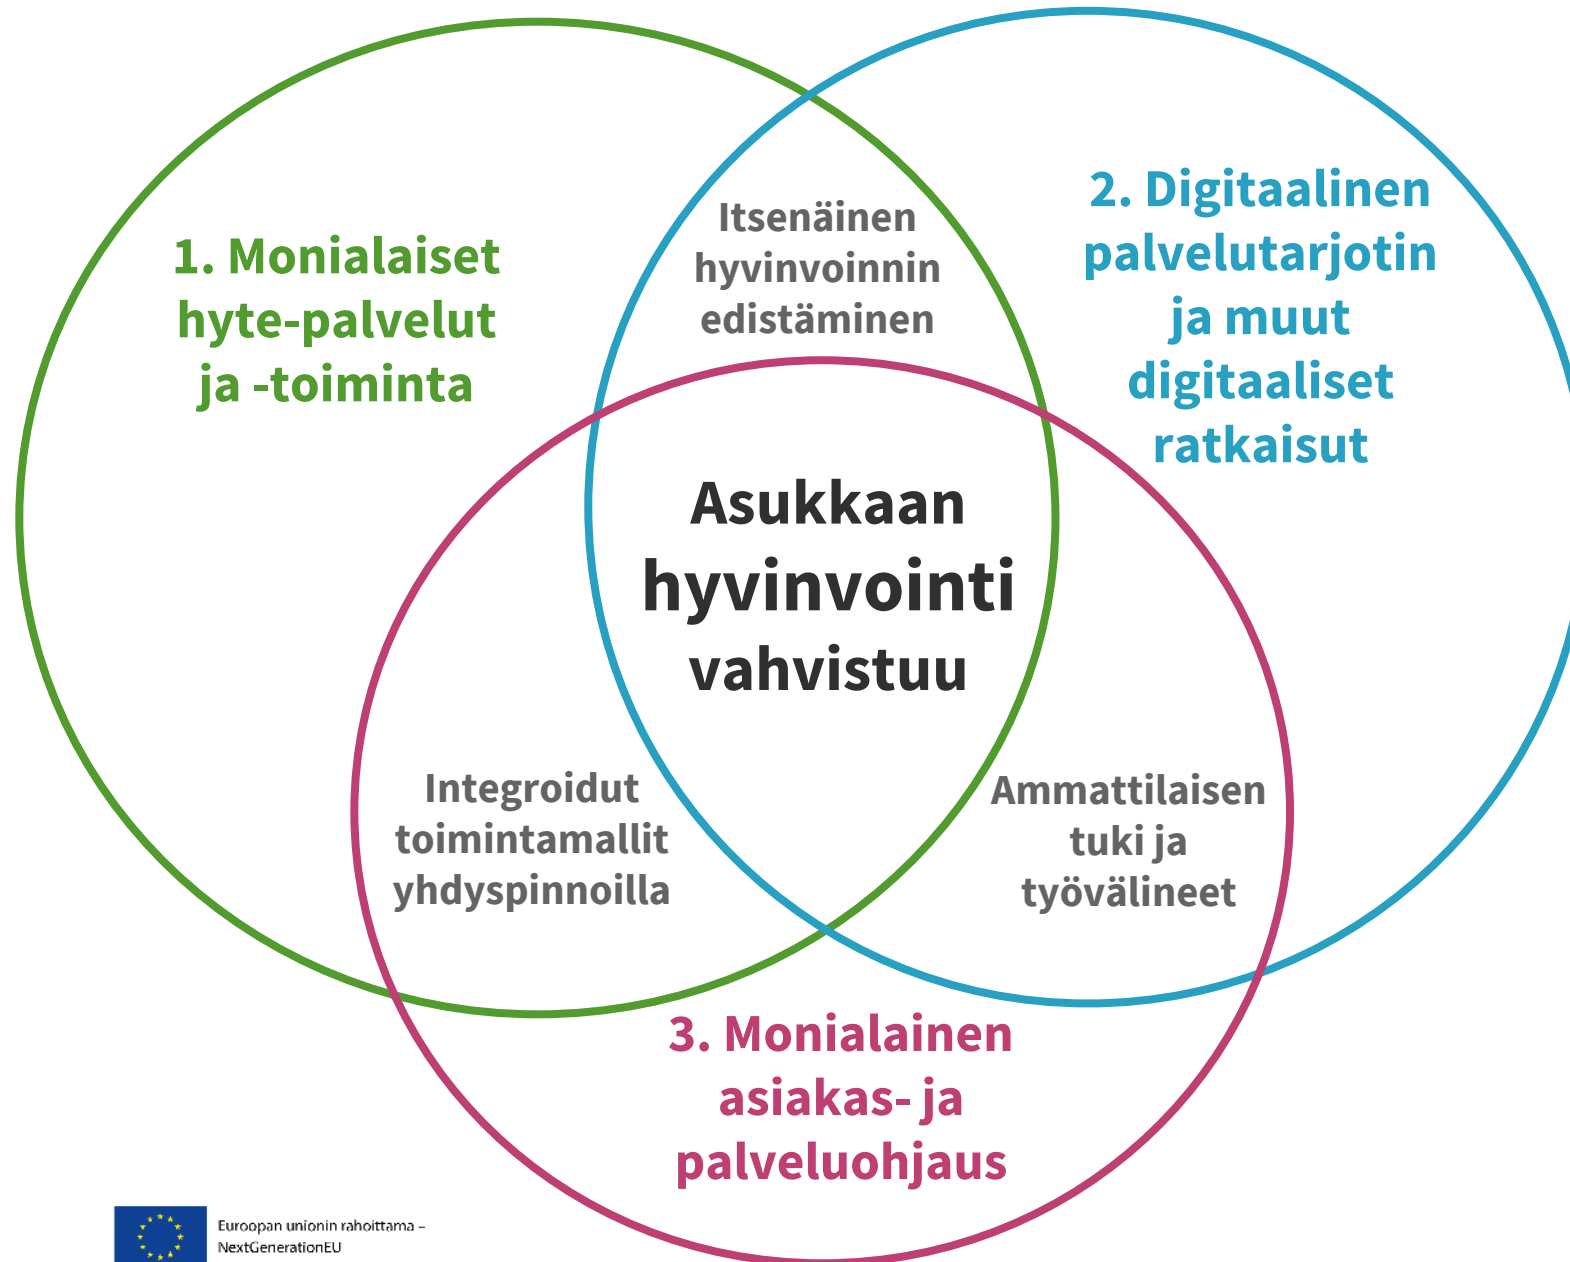 1. Monialaiset
hyte-palvelut
ja -toiminta
Itsenäinen
hyvinvoinnin
edistäminen
2. Digitaalinen
palvelutarjotin
ja muut
digitaaliset
ratkaisut
Asukkaan
hyvinvointi
vahvistuu
Integroidut
toimintamallit
yhdyspinnoilla
Ammattilaisen
tuki ja
työvälineet
3. Monialainen
asiakas- ja
palveluohjaus
Euroopan unionin rahoittama –
NextGenerationEU